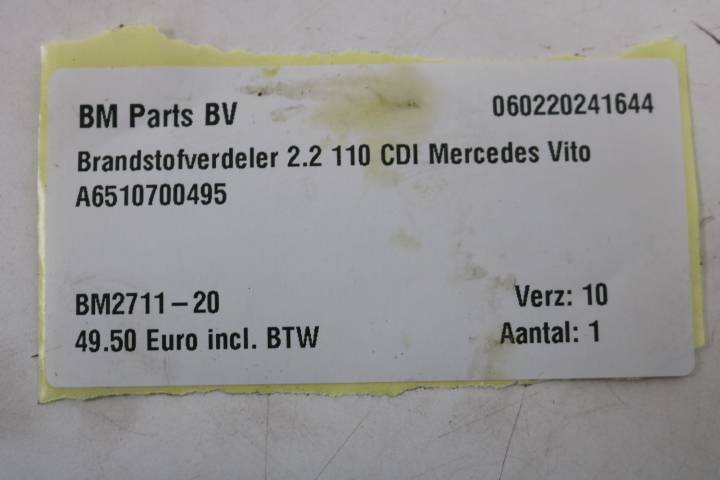 BM Parts BV 060220241644
Brandstofverdeler 2.2 110 CDI Mercedes Vito
A6510700495
BM2711-20 Verz: 10
49.50 Euro incl. BTW Aantal: 1